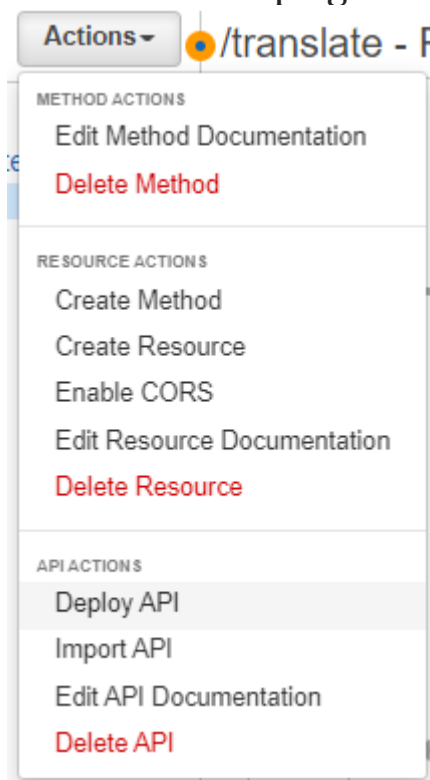 Actions
/translate -
METHOD ACTIONS
Edit Method Documentation
Delete Method
RESOURCE ACTIONS
Create Method
Create Resource
Enable CORS
Edit Resource Documentation
Delete Resource
API ACTIONS
Deploy API
Import API
Edit API Documentation
Delete API